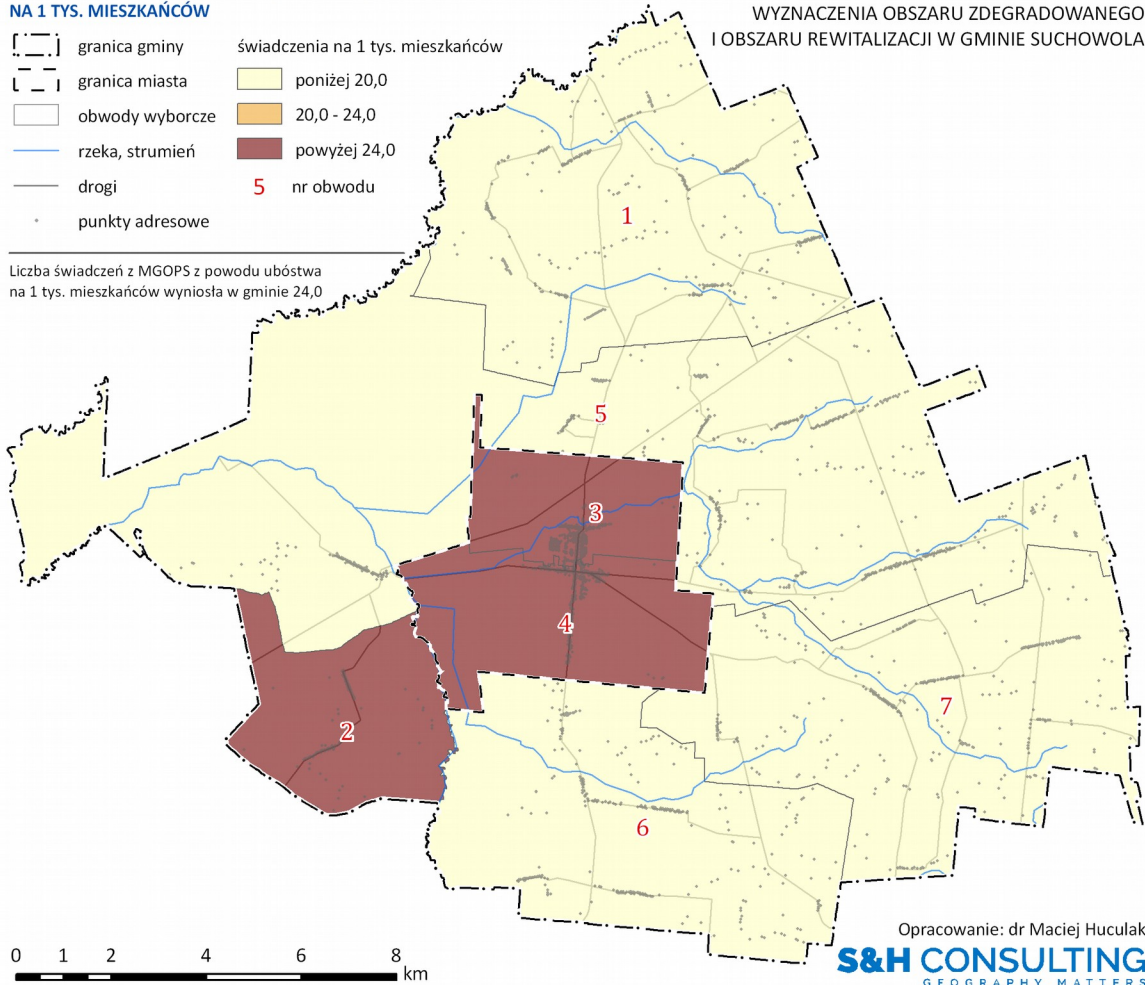 NA 1 TYS. MIESZKAŃCÓW
WYZNACZENIA OBSZARU ZDEGRADOWANEGO
I OBSZARU REWITALIZACJI W GMINIE SUCHOWOLA
granica gminy
granica miasta
obwody wyborcze
rzeka, strumień
drogi
punkty adresowe
świadczenia na 1 tys. mieszkańców
poniżej 20,0
20,0 - 24,0
powyżej 24,0
5 nr obwodu
Liczba świadczeń z MGOPS z powodu ubóstwa
na 1 tys. mieszkańców wyniosła w gminie 24,0
1
5
3
4
2
7
6
0 1 2 4 6 8
km
Opracowanie: dr Maciej Huculak
S&H CONSULTING
GEOGRAPHY MATTERS